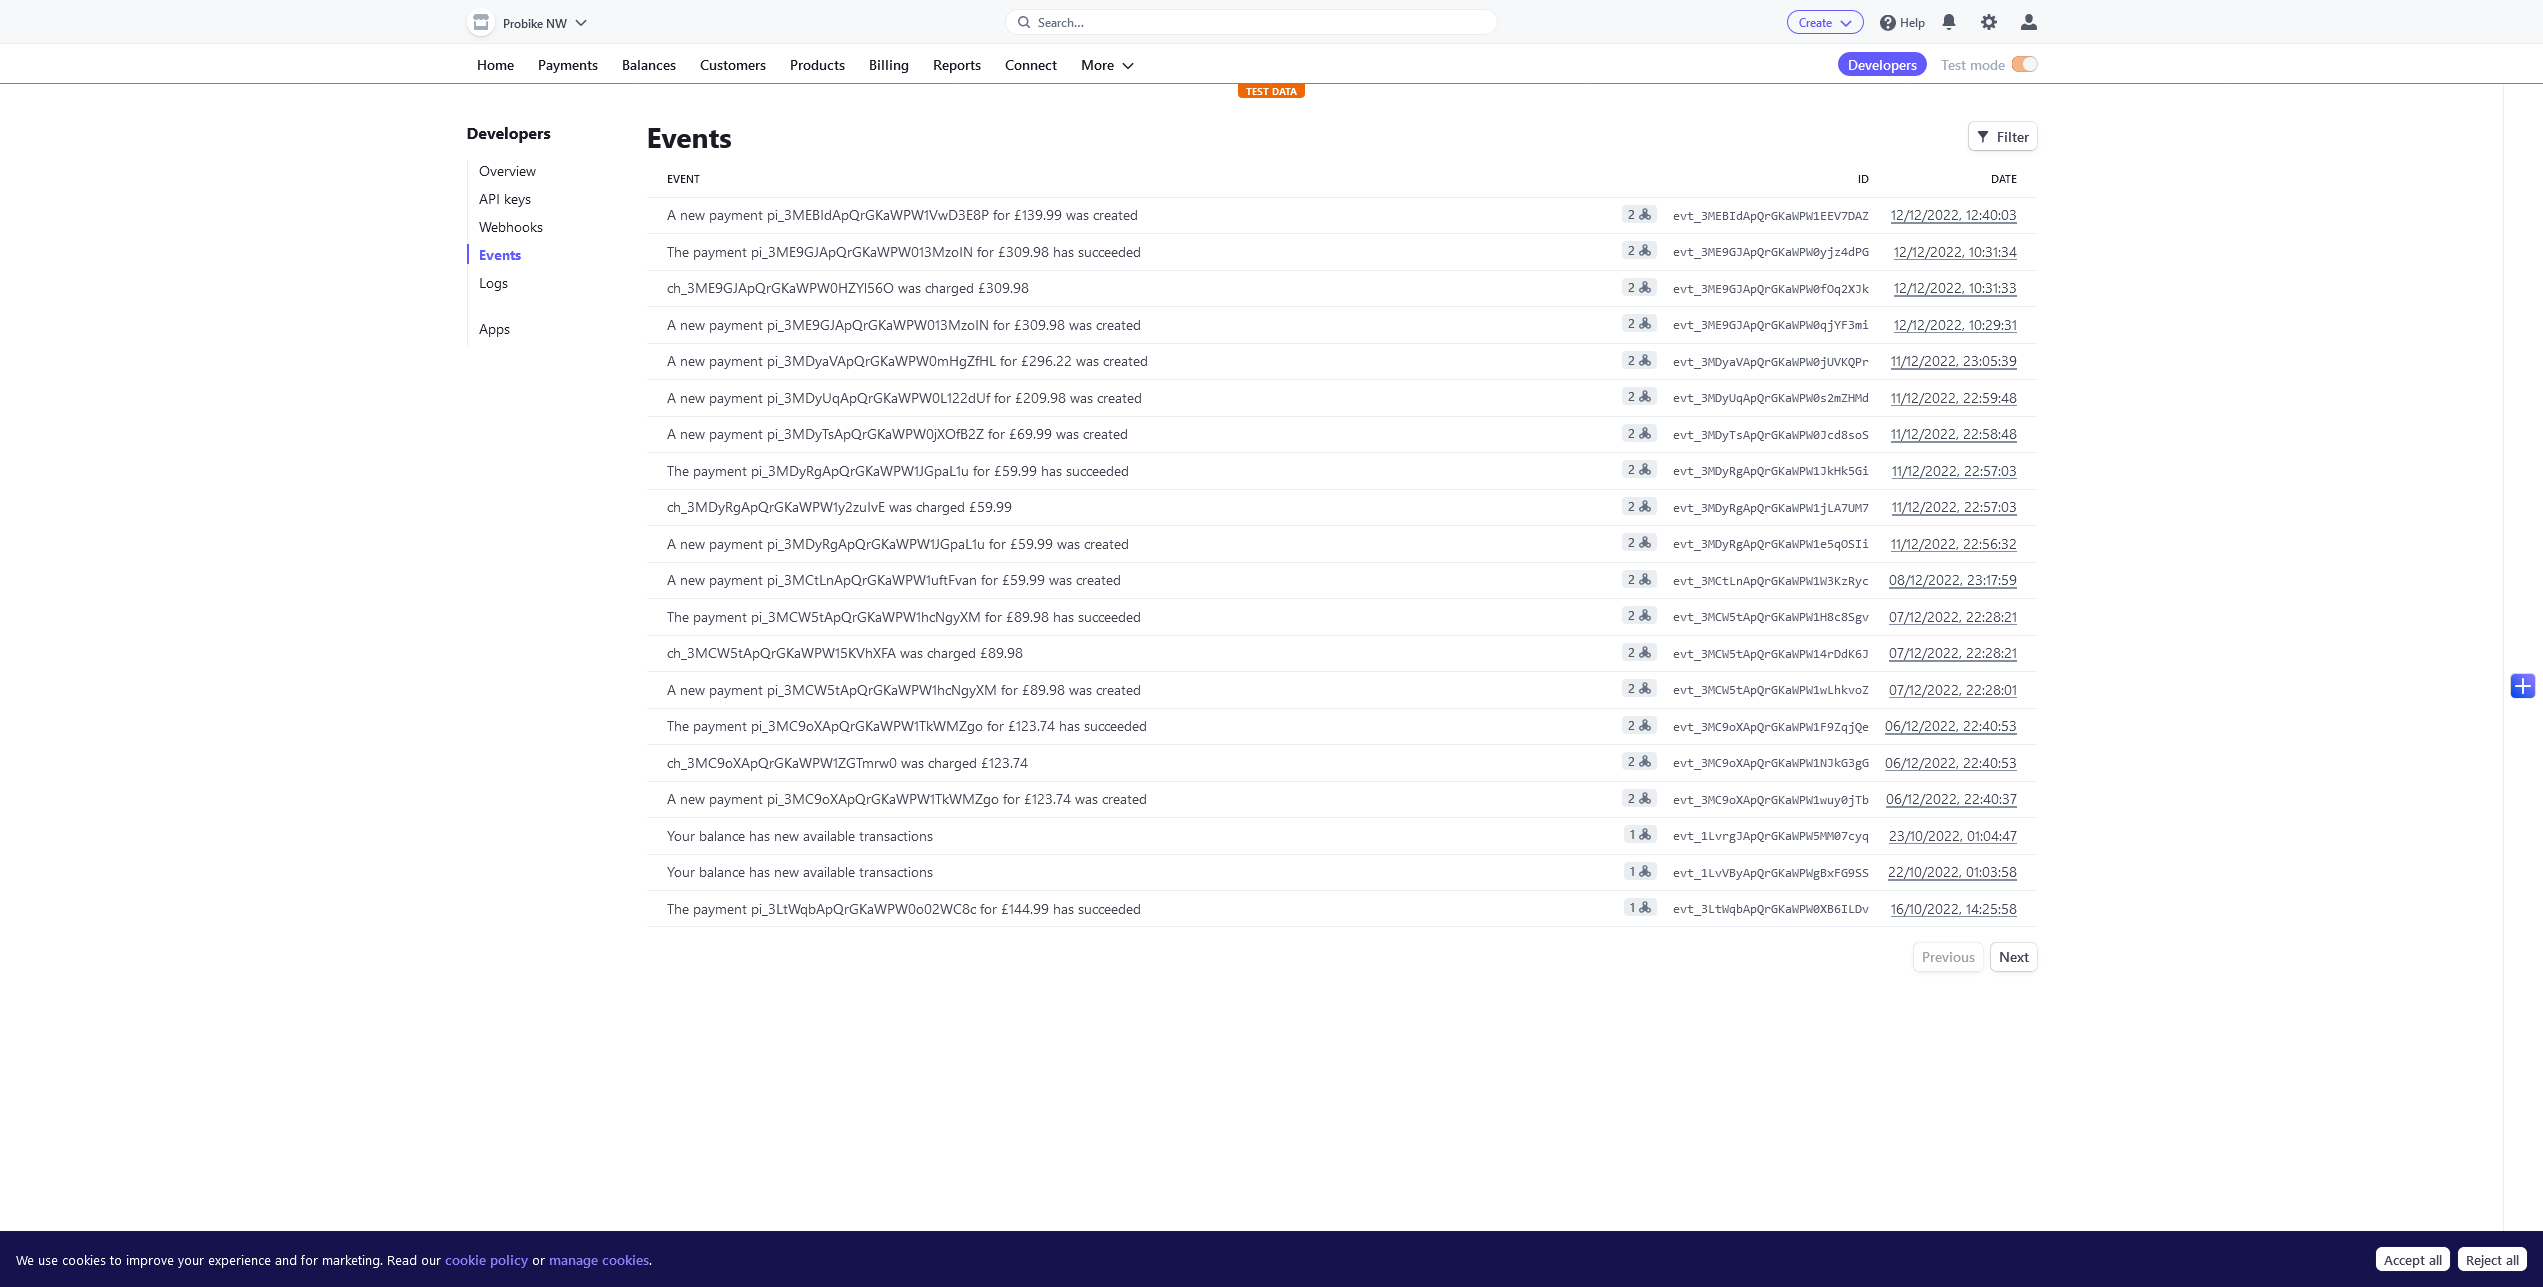 Probike NW
Search...
Create
Help
Home Payments Balances Customers Products Billing Reports Connect More
Developers Test mode
TEST DATA
Developers
Overview
API keys
Webhooks
Events
Logs
Apps
Events
Filter
EVENT ID DATE
A new payment pi_3MEBIdApQrGKaWPW1VwD3E8P for £139.99 was created 2 evt_3MEBIdApQrGKaWPW1EEV7DAZ 12/12/2022, 12:40:03
The payment pi_3ME9GJApQrGKaWPW013MzoIN for £309.98 has succeeded 2 evt_3ME9GJApQrGKaWPW0yjz4dPG 12/12/2022, 10:31:34
ch_3ME9GJApQrGKaWPW0HZYl56O was charged £309.98 2 evt_3ME9GJApQrGKaWPW0fOq2XJk 12/12/2022, 10:31:33
A new payment pi_3ME9GJApQrGKaWPW013MzoIN for £309.98 was created 2 evt_3ME9GJApQrGKaWPW0qjYF3mi 12/12/2022, 10:29:31
A new payment pi_3MDyaVApQrGKaWPW0mHgZfHL for £296.22 was created 2 evt_3MDyaVApQrGKaWPW0jUVKQPr 11/12/2022, 23:05:39
A new payment pi_3MDyUqApQrGKaWPW0L122dUf for £209.98 was created 2 evt_3MDyUqApQrGKaWPW0s2mZHMd 11/12/2022, 22:59:48
A new payment pi_3MDyTsApQrGKaWPW0jXOfB2Z for £69.99 was created 2 evt_3MDyTsApQrGKaWPW0Jcd8soS 11/12/2022, 22:58:48
The payment pi_3MDyRgApQrGKaWPW1JGpaL1u for £59.99 has succeeded 2 evt_3MDyRgApQrGKaWPW1JkHk5Gi 11/12/2022, 22:57:03
ch_3MDyRgApQrGKaWPW1y2zuIvE was charged £59.99 2 evt_3MDyRgApQrGKaWPW1jLA7UM7 11/12/2022, 22:57:03
A new payment pi_3MDyRgApQrGKaWPW1JGpaL1u for £59.99 was created 2 evt_3MDyRgApQrGKaWPW1e5qOSIi 11/12/2022, 22:56:32
A new payment pi_3MCtLnApQrGKaWPW1uftFvan for £59.99 was created 2 evt_3MCtLnApQrGKaWPW1W3KzRyc 08/12/2022, 23:17:59
The payment pi_3MCW5tApQrGKaWPW1hcNgyXM for £89.98 has succeeded 2 evt_3MCW5tApQrGKaWPW1H8c8Sgv 07/12/2022, 22:28:21
ch_3MCW5tApQrGKaWPW15KVhXFA was charged £89.98 2 evt_3MCW5tApQrGKaWPW14rDdK6J 07/12/2022, 22:28:21
A new payment pi_3MCW5tApQrGKaWPW1hcNgyXM for £89.98 was created 2 evt_3MCW5tApQrGKaWPW1wLhkvoZ 07/12/2022, 22:28:01
The payment pi_3MC9oXApQrGKaWPW1TkWMZgo for £123.74 has succeeded 2 evt_3MC9oXApQrGKaWPW1F9ZqjQe 06/12/2022, 22:40:53
ch_3MC9oXApQrGKaWPW1ZGTmrw0 was charged £123.74 2 evt_3MC9oXApQrGKaWPW1NJkG3gG 06/12/2022, 22:40:53
A new payment pi_3MC9oXApQrGKaWPW1TkWMZgo for £123.74 was created 2 evt_3MC9oXApQrGKaWPW1wuy0jTb 06/12/2022, 22:40:37
Your balance has new available transactions 1 evt_1LvrgJApQrGKaWPW5MM07cyq 23/10/2022, 01:04:47
Your balance has new available transactions 1 evt_1LvVByApQrGKaWPWgBxFG9SS 22/10/2022, 01:03:58
The payment pi_3LtWqbApQrGKaWPW0o02WC8c for £144.99 has succeeded 1 evt_3LtWqbApQrGKaWPW0XB6ILDv 16/10/2022, 14:25:58
Previous Next
We use cookies to improve your experience and for marketing. Read our cookie policy or manage cookies.
Accept all Reject all